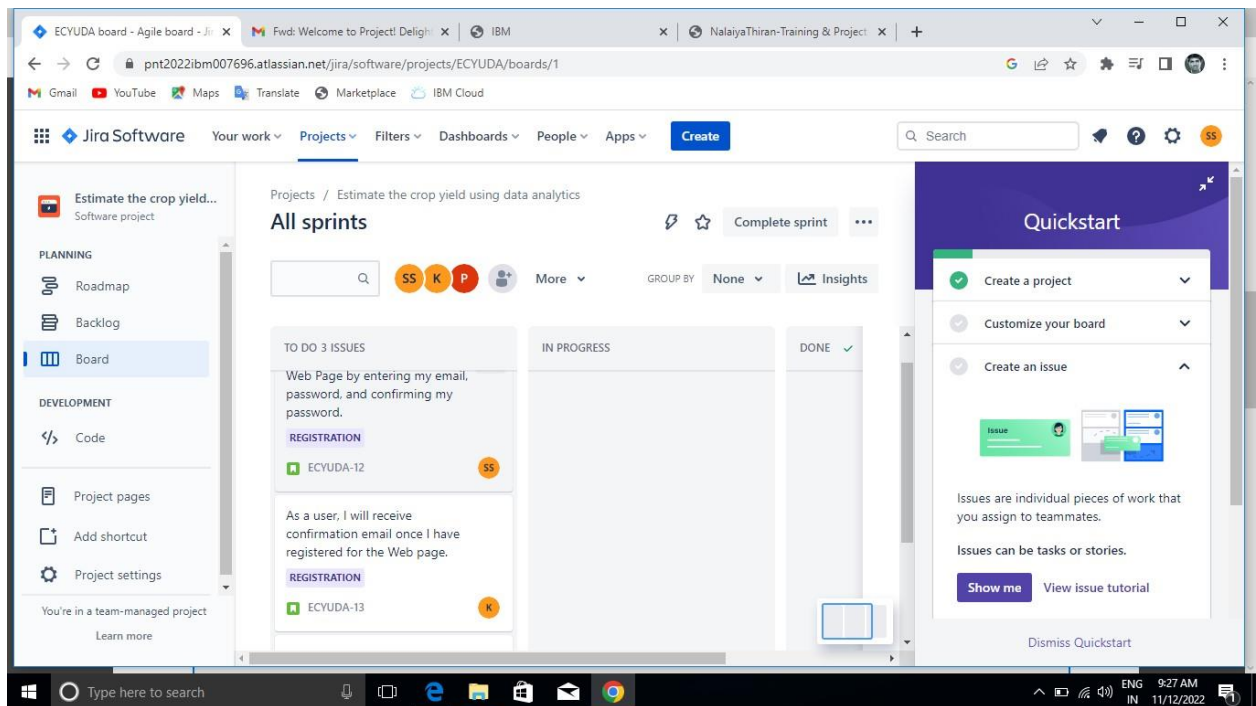 ECYUDA board - Agile board - Jir
Fwd: Welcome to Project! Deligh
IBM
NalaiyaThiran-Training & Project
pnt2022ibm007696.atlassian.net/jira/software/projects/ECYUDA/boards/1
Gmail YouTube Maps Translate Marketplace IBM Cloud
Jira Software Your work Projects Filters Dashboards People Apps Create Search SS
Estimate the crop yield...
Software project
PLANNING
Roadmap
Backlog
Board
DEVELOPMENT
Code
Project pages
Add shortcut
Project settings
You're in a team-managed project
Learn more
Projects / Estimate the crop yield using data analytics
All sprints
Complete sprint
SS K P More GROUP BY None Insights
TO DO 3 ISSUES
Web Page by entering my email,
password, and confirming my
password.
REGISTRATION
ECYUDA-12 SS
As a user, I will receive
confirmation email once I have
registered for the Web page.
REGISTRATION
ECYUDA-13 K
IN PROGRESS
DONE
Quickstart
Create a project
Customize your board
Create an issue
Issue
Issues are individual pieces of work that
you assign to teammates.
Issues can be tasks or stories.
Show me View issue tutorial
Dismiss Quickstart
Type here to search
ENG
IN
9:27 AM
11/12/2022
1